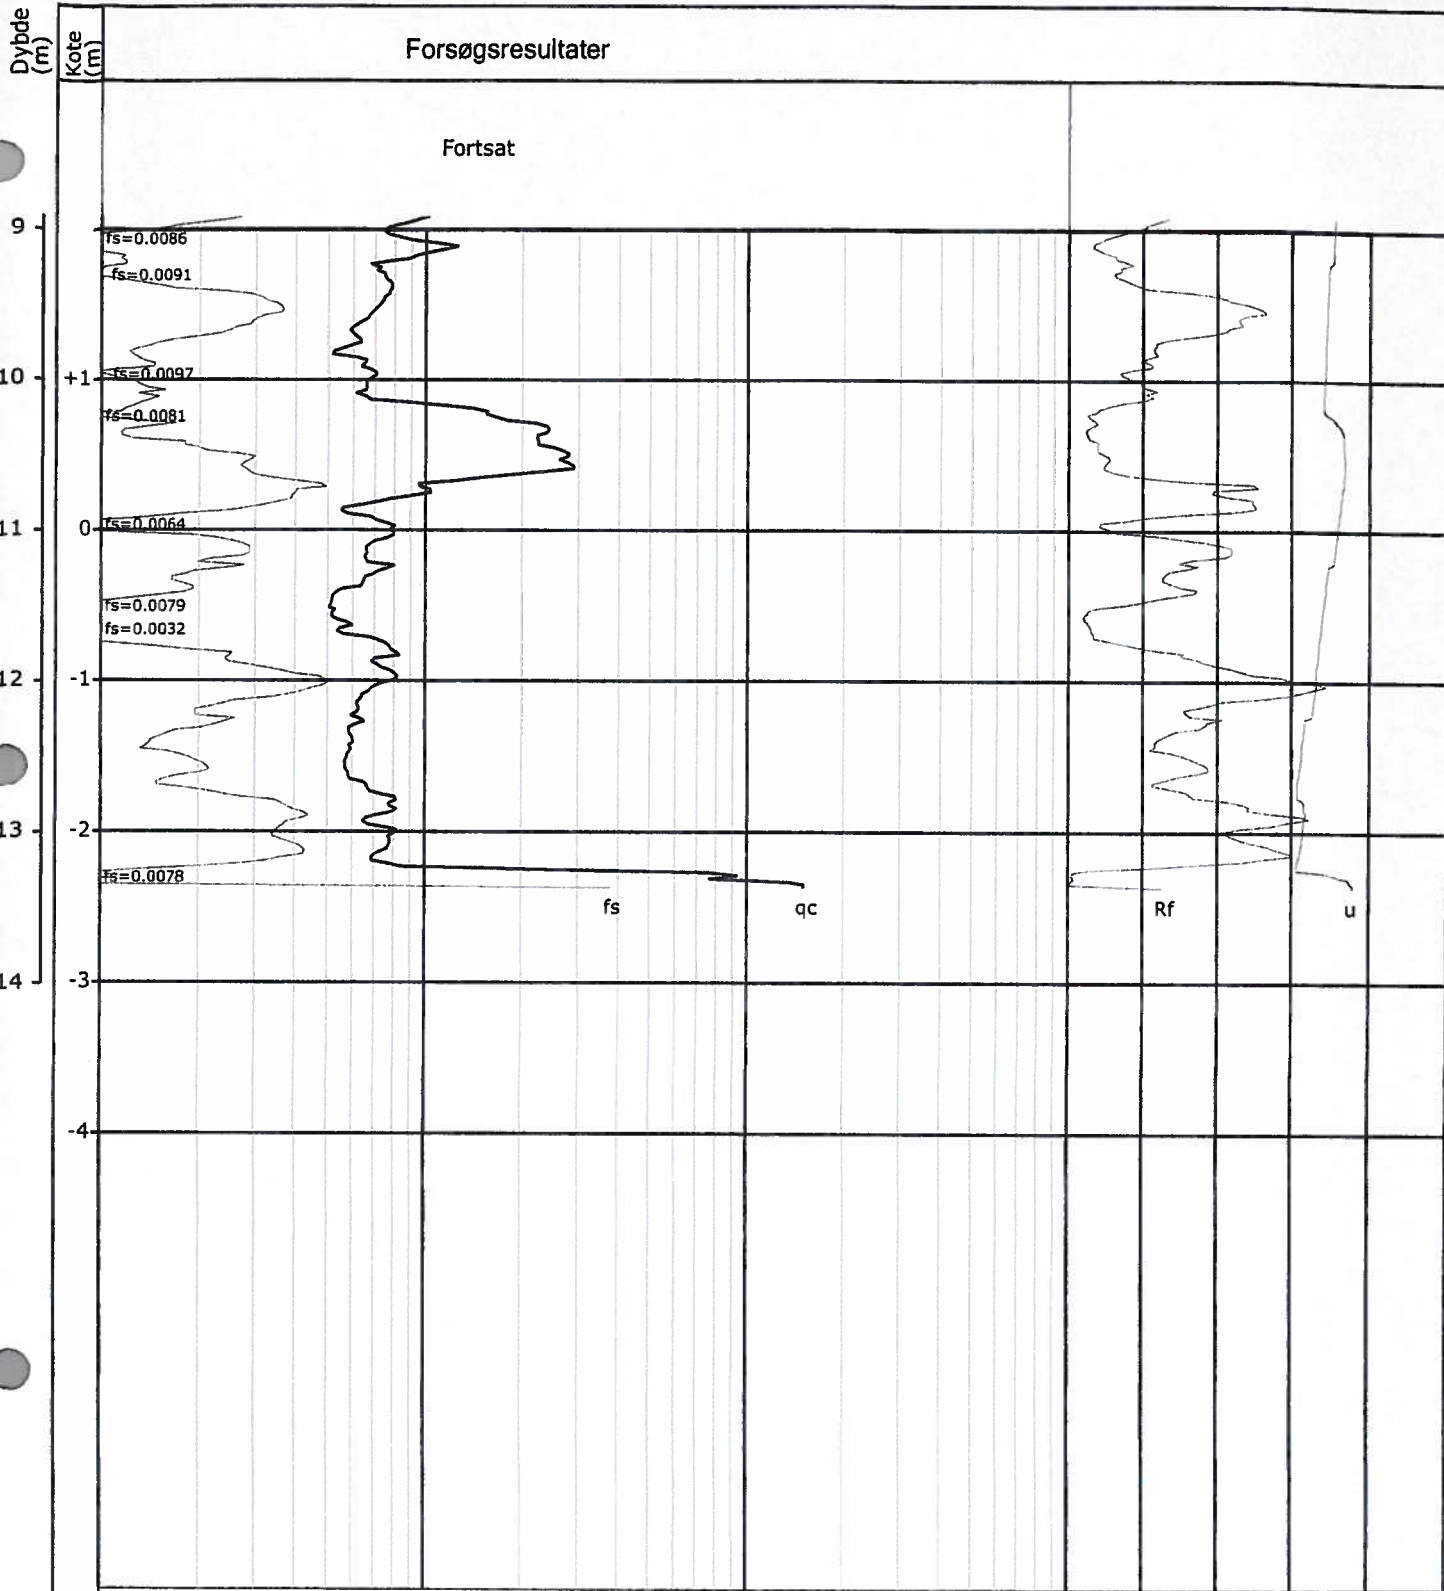 Dybde
(m)
Kote
(m)
Forsøgsresultater
Fortsat
9
fs=0.0086
fs=0.0091
10
+1
fs=0.0097
fs=0.0081
11
0
fs=0.0064
fs=0.0079
fs=0.0032
12
-1
13
-2
fs=0.0078
fs
qc
Rf
u
14
-3
-4